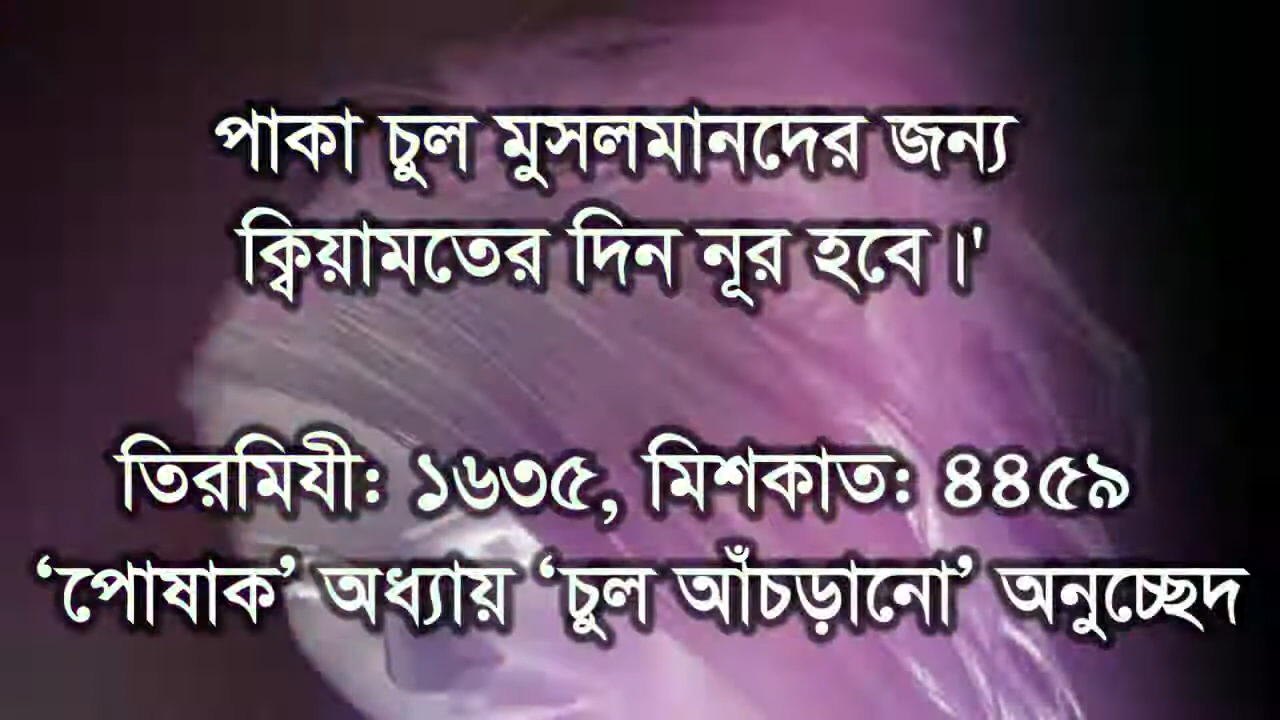 পাকা চুল মুসলমানদের জন্য
ক্বিয়ামতের দিন নূর হবে ।'
তিরমিযী: ১৬৩৫, মিশকাত: ৪৪৫৯
‘পোষাক’ অধ্যায় ‘চুল আঁচড়ানো’ অনুচ্ছেদ